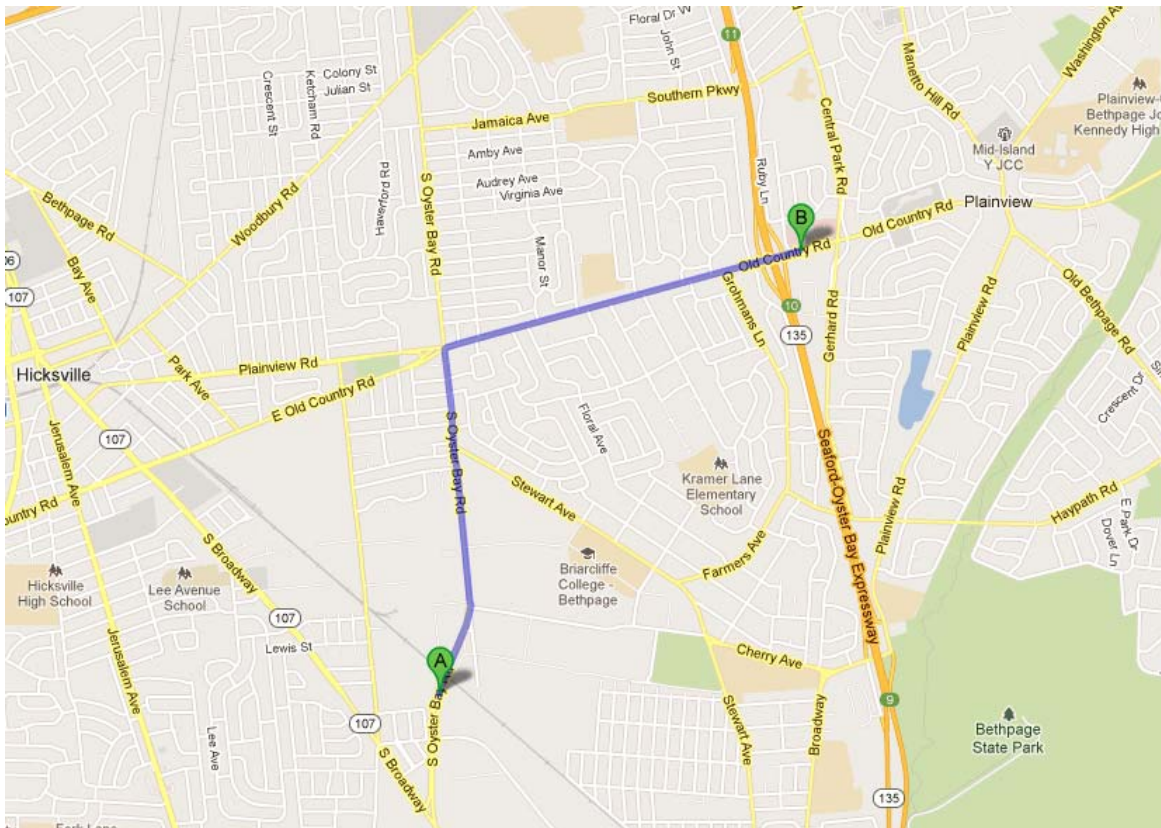 Floral Dr W
John St
11
Washington Av
Colony St
Julian St
Crescent St
Ketcham Rd
Manetto Hill Rd
Southern Pkwy
Central Park Rd
Plainview-
Bethpage Jo
Kennedy High
Jamaica Ave
Mid-Island
Y JCC
Amby Ave
Haverford Rd
S Oyster Bay Rd
Audrey Ave
Virginia Ave
Ruby Ln
Bethpage Rd
Woodbury Rd
Plainview
Old Country Rd
B
Old Country Rd
Manor St
06
Bay Ave
107
Grohmans Ln
10
135
Gerhard Rd
Plainview Rd
Old Bethpage Rd
Hicksville
Park Ave
Plainview Rd
E Old Country Rd
Crescent Dr
107
Jerusalem Ave
Floral Ave
S Oyster Bay Rd
Seaford-Oyster Bay Expressway
Kramer Lane
Elementary
School
Stewart Ave
ountry Rd
Plainview Rd
Haypath Rd
E Park Dr
Dover Ln
S Broadway
Farmers Ave
Briarcliffe
College -
Bethpage
Hicksville
High School
Lee Avenue
School
107
Lewis St
A
Cherry Ave
Jerusalem Ave
S Oyster Bay Rd
9
107
Lee Ave
S Broadway
Stewart Ave
Broadway
Bethpage
State Park
135